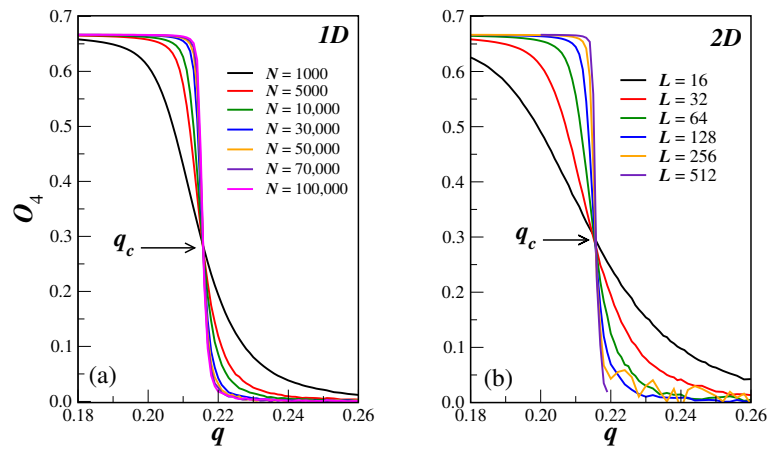 1D
0.7
0.6
0.5
0.4
0.3
0.2
0.1
0.0
O4
N = 1000
N = 5000
N = 10,000
N = 30,000
N = 50,000
N = 70,000
N = 100,000
qc
(a)
0.18 0.20 0.22 0.24 0.26
q
2D
0.7
0.6
0.5
0.4
0.3
0.2
0.1
0.0
L = 16
L = 32
L = 64
L = 128
L = 256
L = 512
qc
(b)
0.18 0.20 0.22 0.24 0.26
q